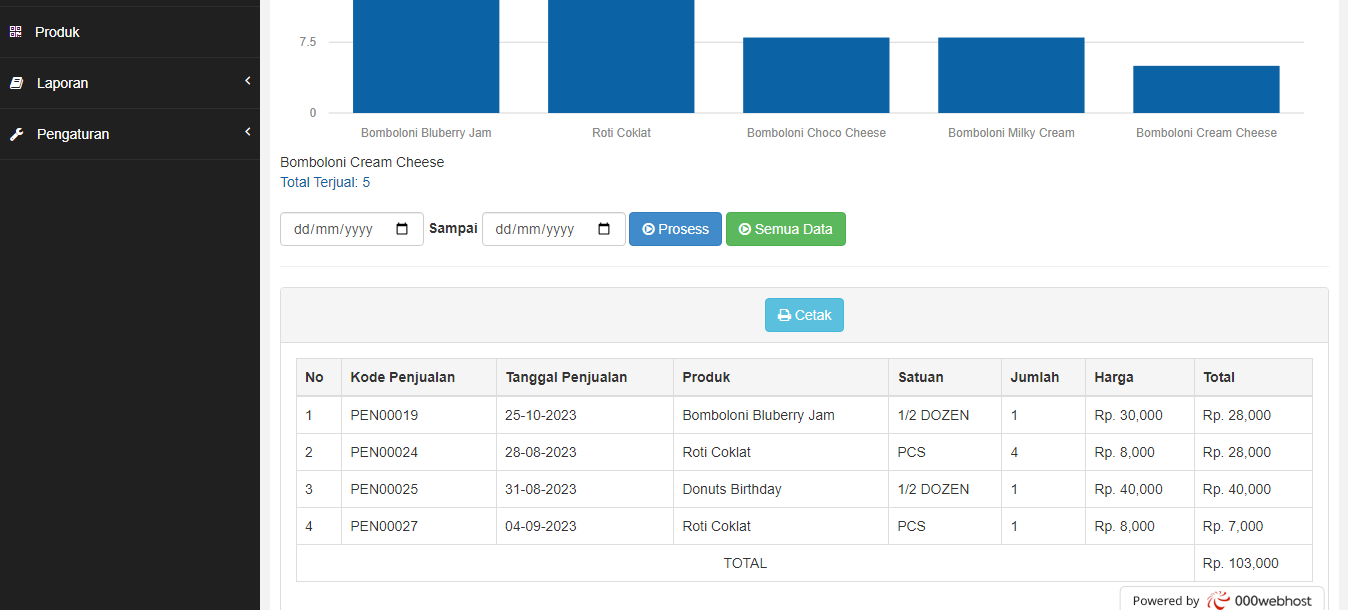 Produk
Laporan
Pengaturan
7.5
0
Bomboloni Bluberry Jam Roti Coklat Bomboloni Choco Cheese Bomboloni Milky Cream Bomboloni Cream Cheese
Bomboloni Cream Cheese
Total Terjual: 5
dd/mm/yyyy Sampai dd/mm/yyyy Prosess Semua Data
Cetak
No Kode Penjualan Tanggal Penjualan Produk Satuan Jumlah Harga Total
1 PEN00019 25-10-2023 Bomboloni Bluberry Jam 1/2 DOZEN 1 Rp. 30,000 Rp. 28,000
2 PEN00024 28-08-2023 Roti Coklat PCS 4 Rp. 8,000 Rp. 28,000
3 PEN00025 31-08-2023 Donuts Birthday 1/2 DOZEN 1 Rp. 40,000 Rp. 40,000
4 PEN00027 04-09-2023 Roti Coklat PCS 1 Rp. 8,000 Rp. 7,000
TOTAL Rp. 103,000
Powered by 000webhost